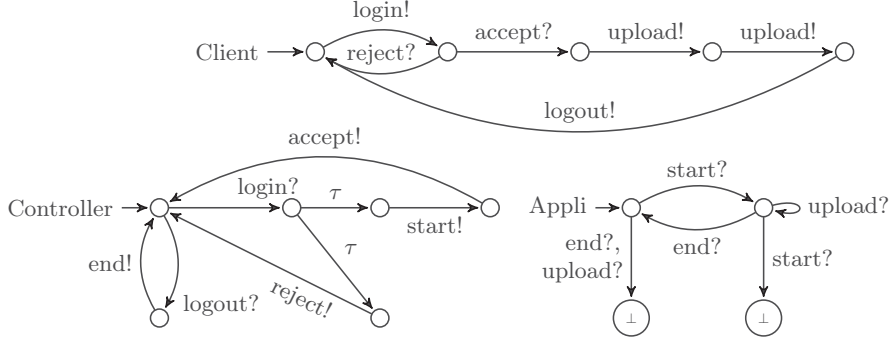 login!
Client
reject?
accept?
upload!
upload!
logout!
accept!
Controller
login?
τ
start!
τ
end!
logout?
reject!
Appli
start?
upload?
end?
end?,
upload?
start?
⊥
⊥